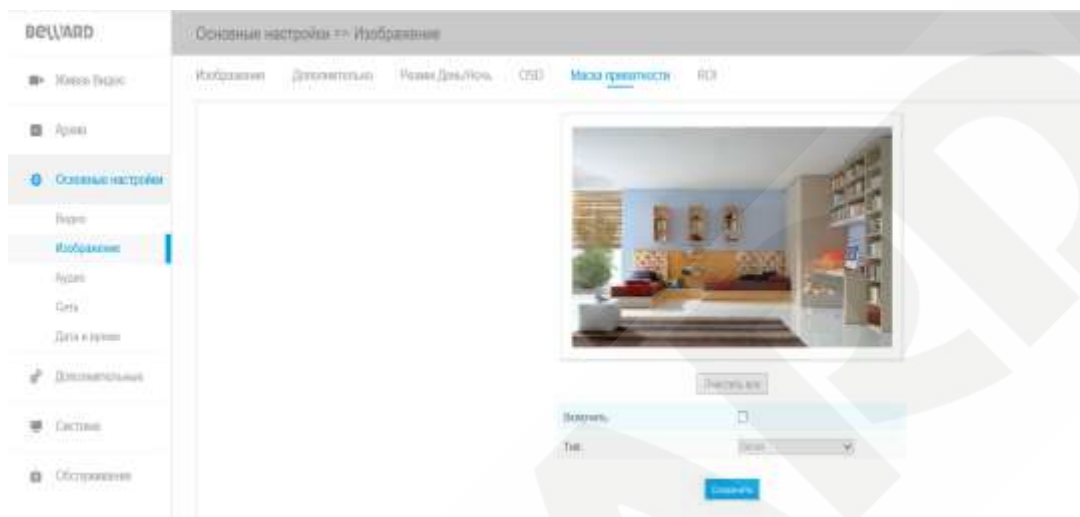 BEWARD
Основные настройки >> Изображение
Живое Видео
Изображение
Дополнительно
Режим День/Ночь
OSD
Маска приватности
ROI
Архив
Основные настройки
Видео
Изображение
Аудио
Сеть
Дата и время
Дополнительные
Система
Обслуживание
Очистить все
Включить
Тип
Сохранить